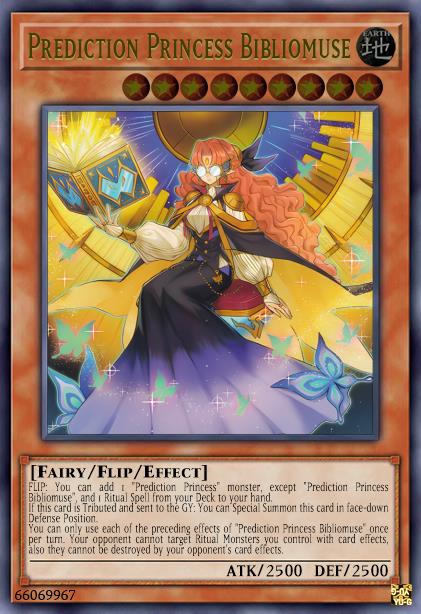 PREDICTION PRINCESS BIBLIOMUSE
EARTH
地
[FAIRY/FLIP/EFFECT]
FLIP: You can add 1 "Prediction Princess" monster, except "Prediction Princess
Bibliomuse", and 1 Ritual Spell from your Deck to your hand.
If this card is Tributed and sent to the GY: You can Special Summon this card in face-down
Defense Position.
You can only use each of the preceding effects of "Prediction Princess Bibliomuse" once
per turn. Your opponent cannot target Ritual Monsters you control with card effects,
also they cannot be destroyed by your opponent's card effects.
ATK/2500 DEF/2500
66069967